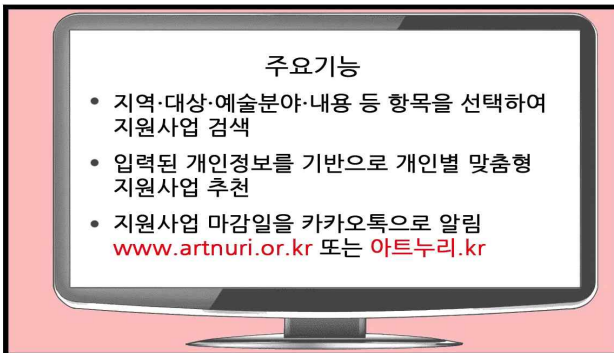 주요기능
• 지역·대상·예술분야·내용 등 항목을 선택하여
지원사업 검색
• 입력된 개인정보를 기반으로 개인별 맞춤형
지원사업 추천
• 지원사업 마감일을 카카오톡으로 알림
www.artnuri.or.kr 또는 아트누리.kr